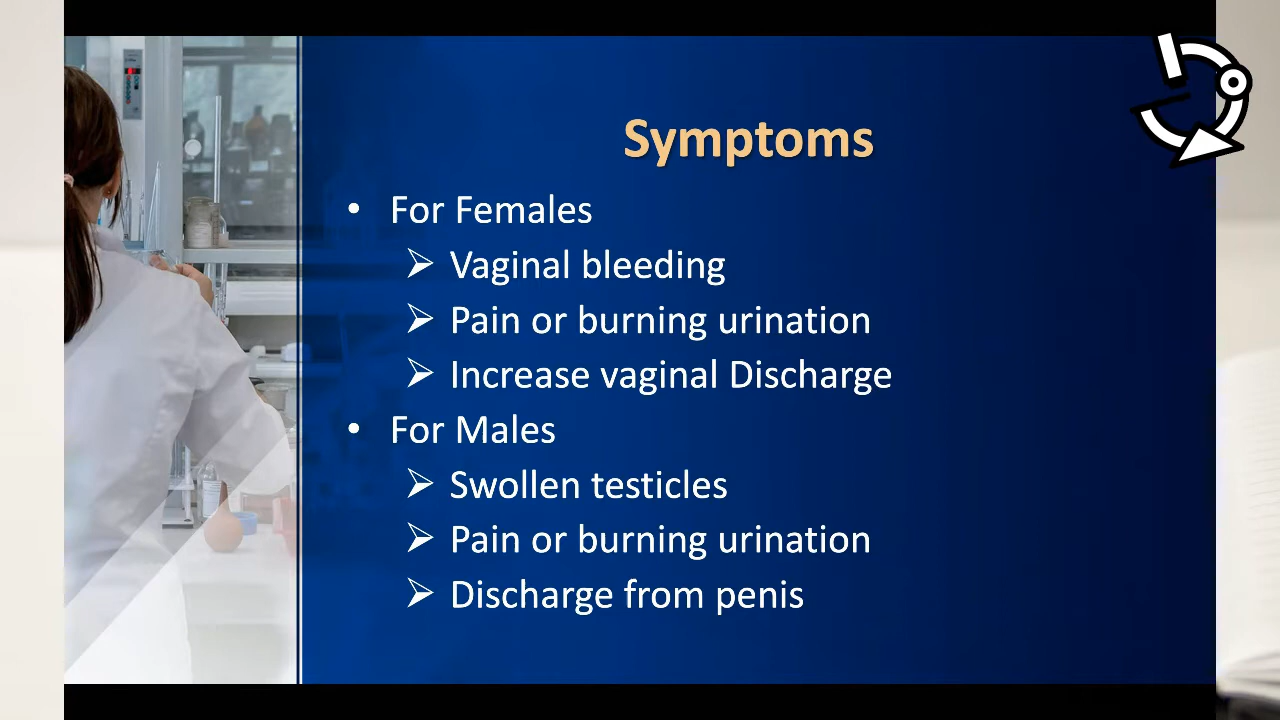 Symptoms
• For Females
➢ Vaginal bleeding
➢ Pain or burning urination
➢ Increase vaginal Discharge
• For Males
➢ Swollen testicles
➢ Pain or burning urination
➢ Discharge from penis